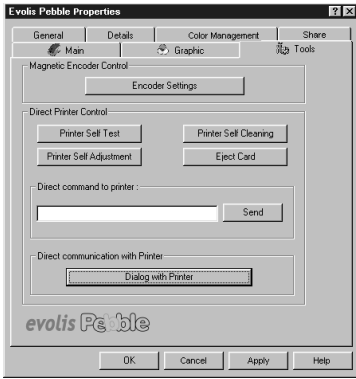 Evolis Pebble Properties
General Details Color Management Share
Main Graphic Tools
Magnetic Encoder Control
Encoder Settings
Direct Printer Control
Printer Self Test Printer Self Cleaning
Printer Self Adjustment Eject Card
Direct command to printer :
Send
Direct communication with Printer
Dialog with Printer
evolis Pebble
OK Cancel Apply Help